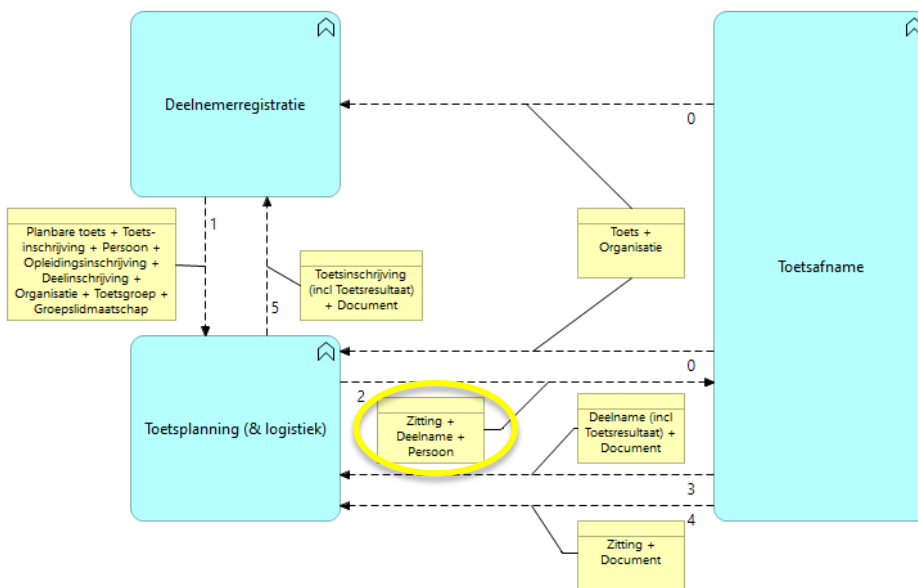 Deelnemerregistratie
0
Toetsafname
1
Planbare toets + Toets-
inschrijving + Persoon +
Opleidingsinschrijving +
Deelinschrijving +
Organisatie + Toetsgroep +
Groepslidmaatschap
Toetsinschrijving
(incl Toetsresultaat)
+ Document
5
Toets +
Organisatie
Toetsplanning (& logistiek)
0
2
Zitting +
Deelname +
Persoon
Deelname (incl
Toetsresultaat) +
Document
3
4
Zitting +
Document